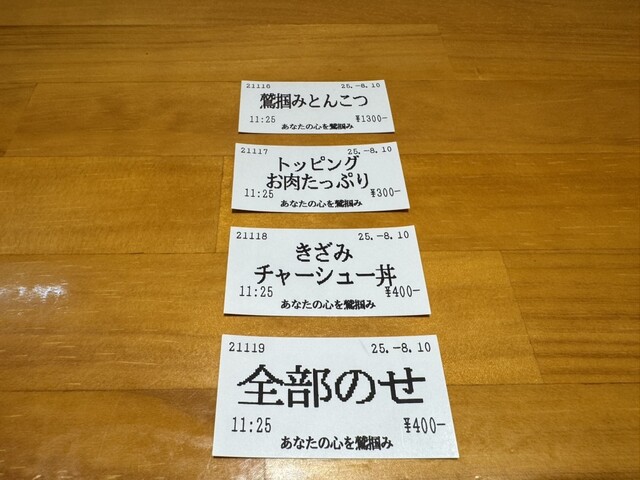 21116 25.-8.10
鷲掴みとんこつ
11:25 ¥1300-
あなたの心を鷲掴み
21117 25.-8.10
トッピング
お肉たっぷり
11:25 ¥300-
あなたの心を鷲掴み
21118 25.-8.10
きざみ
チャーシュー丼
11:25 ¥400-
あなたの心を鷲掴み
21119 25.-8.10
全部のせ
11:25 ¥400-
あなたの心を鷲掴み